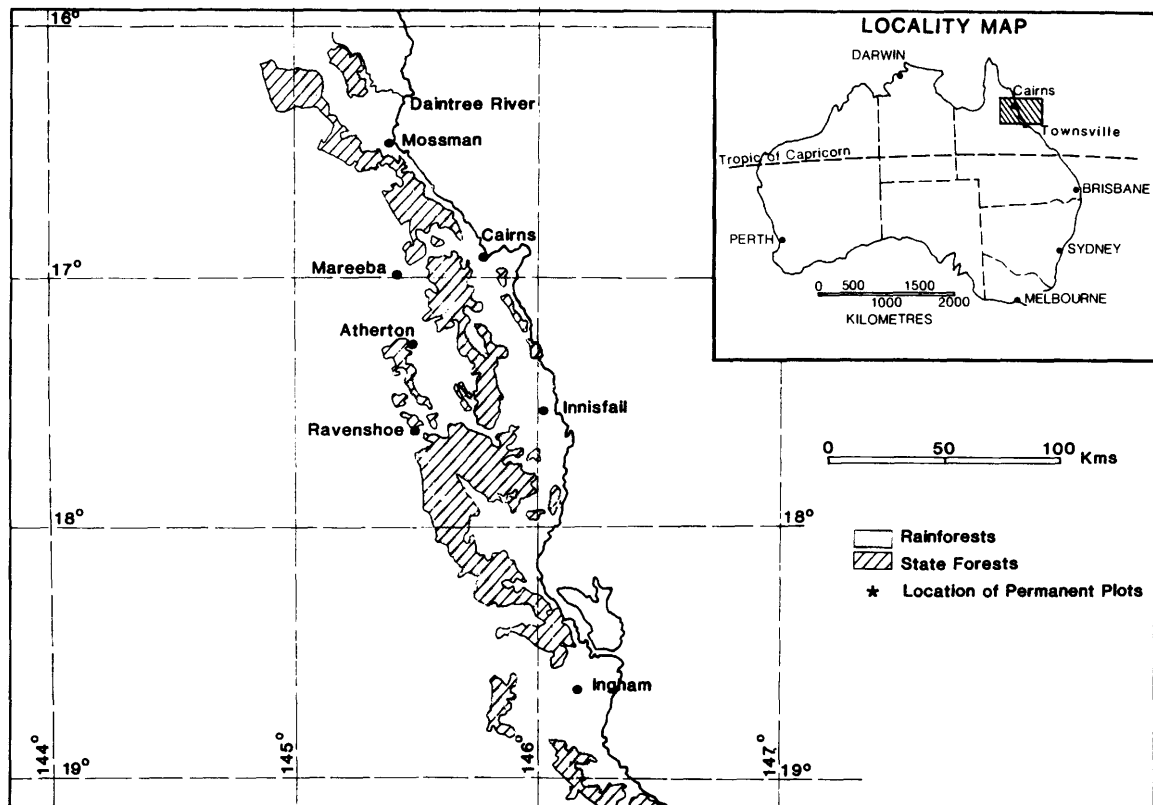 16°
Daintree River
Mossman
Cairns
17°
Mareeba
Atherton
Innisfail
Ravenshoe
18°
18°
Ingham
144°
145°
146°
147°
19°
19°
LOCALITY MAP
DARWIN
Cairns
Townsville
Tropic of Capricorn
BRISBANE
PERTH
SYDNEY
0 500 1500
1000 2000
MELBOURNE
KILOMETRES
0 50 100
Kms
Rainforests
State Forests
* Location of Permanent Plots